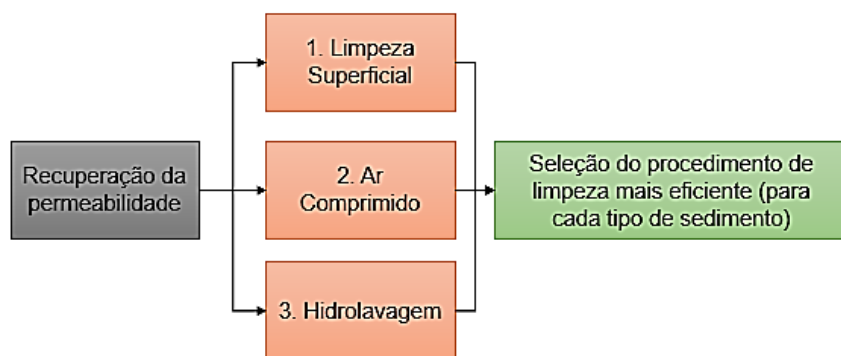 Recuperação da
permeabilidade
1. Limpeza
Superficial
2. Ar
Comprimido
3. Hidrolavagem
Seleção do procedimento de
limpeza mais eficiente (para
cada tipo de sedimento)